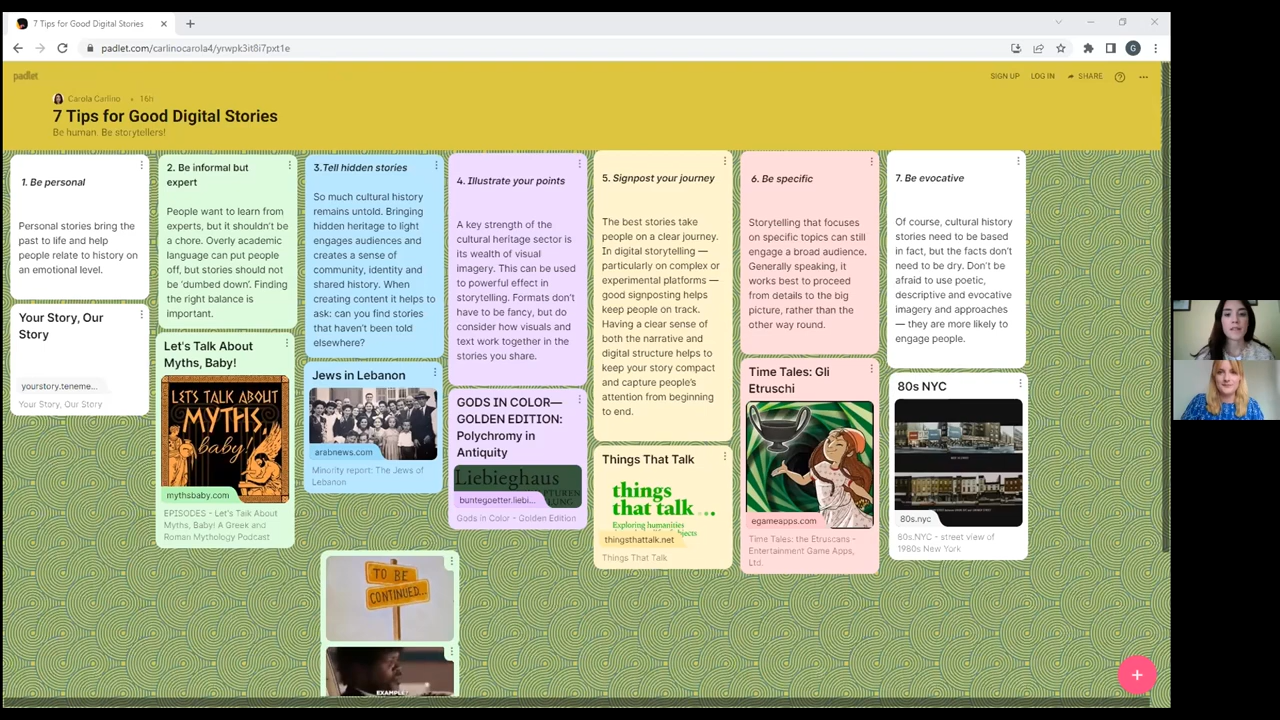 7 Tips for Good Digital Stories
padlet.com/carlinocarola4/yrwpk3it8i7pxt1e
G
padlet
SIGN UP
LOG IN
SHARE
Carola Carlino • 16h
7 Tips for Good Digital Stories
Be human. Be storytellers!
1. Be personal
Personal stories bring the
past to life and help
people relate to history on
an emotional level.
Your Story, Our
Story
yourstory.teneme...
Your Story, Our Story
2. Be informal but
expert
People want to learn from
experts, but it shouldn't be
a chore. Overly academic
language can put people
off, but stories should not
be 'dumbed down'. Finding
the right balance is
important.
Let's Talk About
Myths, Baby!
LETS TALK ABOUT
MYTHS,
baby!
mythsbaby.com
EPISODES - Let's Talk About
Myths, Baby! A Greek and
Roman Mythology Podcast
3.Tell hidden stories
So much cultural history
remains untold. Bringing
hidden heritage to light
engages audiences and
creates a sense of
community, identity and
shared history. When
creating content it helps to
ask: can you find stories
that haven't been told
elsewhere?
Jews in Lebanon
arabnews.com
Minority report: The Jews of
Lebanon
4. Illustrate your points
A key strength of the
cultural heritage sector is
its wealth of visual
imagery. This can be used
to powerful effect in
storytelling. Formats don't
have to be fancy, but do
consider how visuals and
text work together in the
stories you share.
GODS IN COLOR—
GOLDEN EDITION:
Polychromy in
Antiquity
Liebieghaus
buntegoetter.liebi...
Gods in Color - Golden Edition
5. Signpost your journey
The best stories take
people on a clear journey.
In digital storytelling —
particularly on complex or
experimental platforms —
good signposting helps
keep people on track.
Having a clear sense of
both the narrative and
digital structure helps to
keep your story compact
and capture people's
attention from beginning
to end.
Things That Talk
things
that talk ...
Exploring humanities
thingsthattalk.net
Things That Talk
6. Be specific
Storytelling that focuses
on specific topics can still
engage a broad audience.
Generally speaking, it
works best to proceed
from details to the big
picture, rather than the
other way round.
Time Tales: Gli
Etruschi
egameapps.com
Time Tales: the Etruscans -
Entertainment Game Apps,
Ltd.
7. Be evocative
Of course, cultural history
stories need to be based
in fact, but the facts don't
need to be dry. Don't be
afraid to use poetic,
descriptive and evocative
imagery and approaches
— they are more likely to
engage people.
80s NYC
80s.nyc
80s.NYC - street view of
1980s New York
TO BE
CONTINUED...
EXAMPLE?